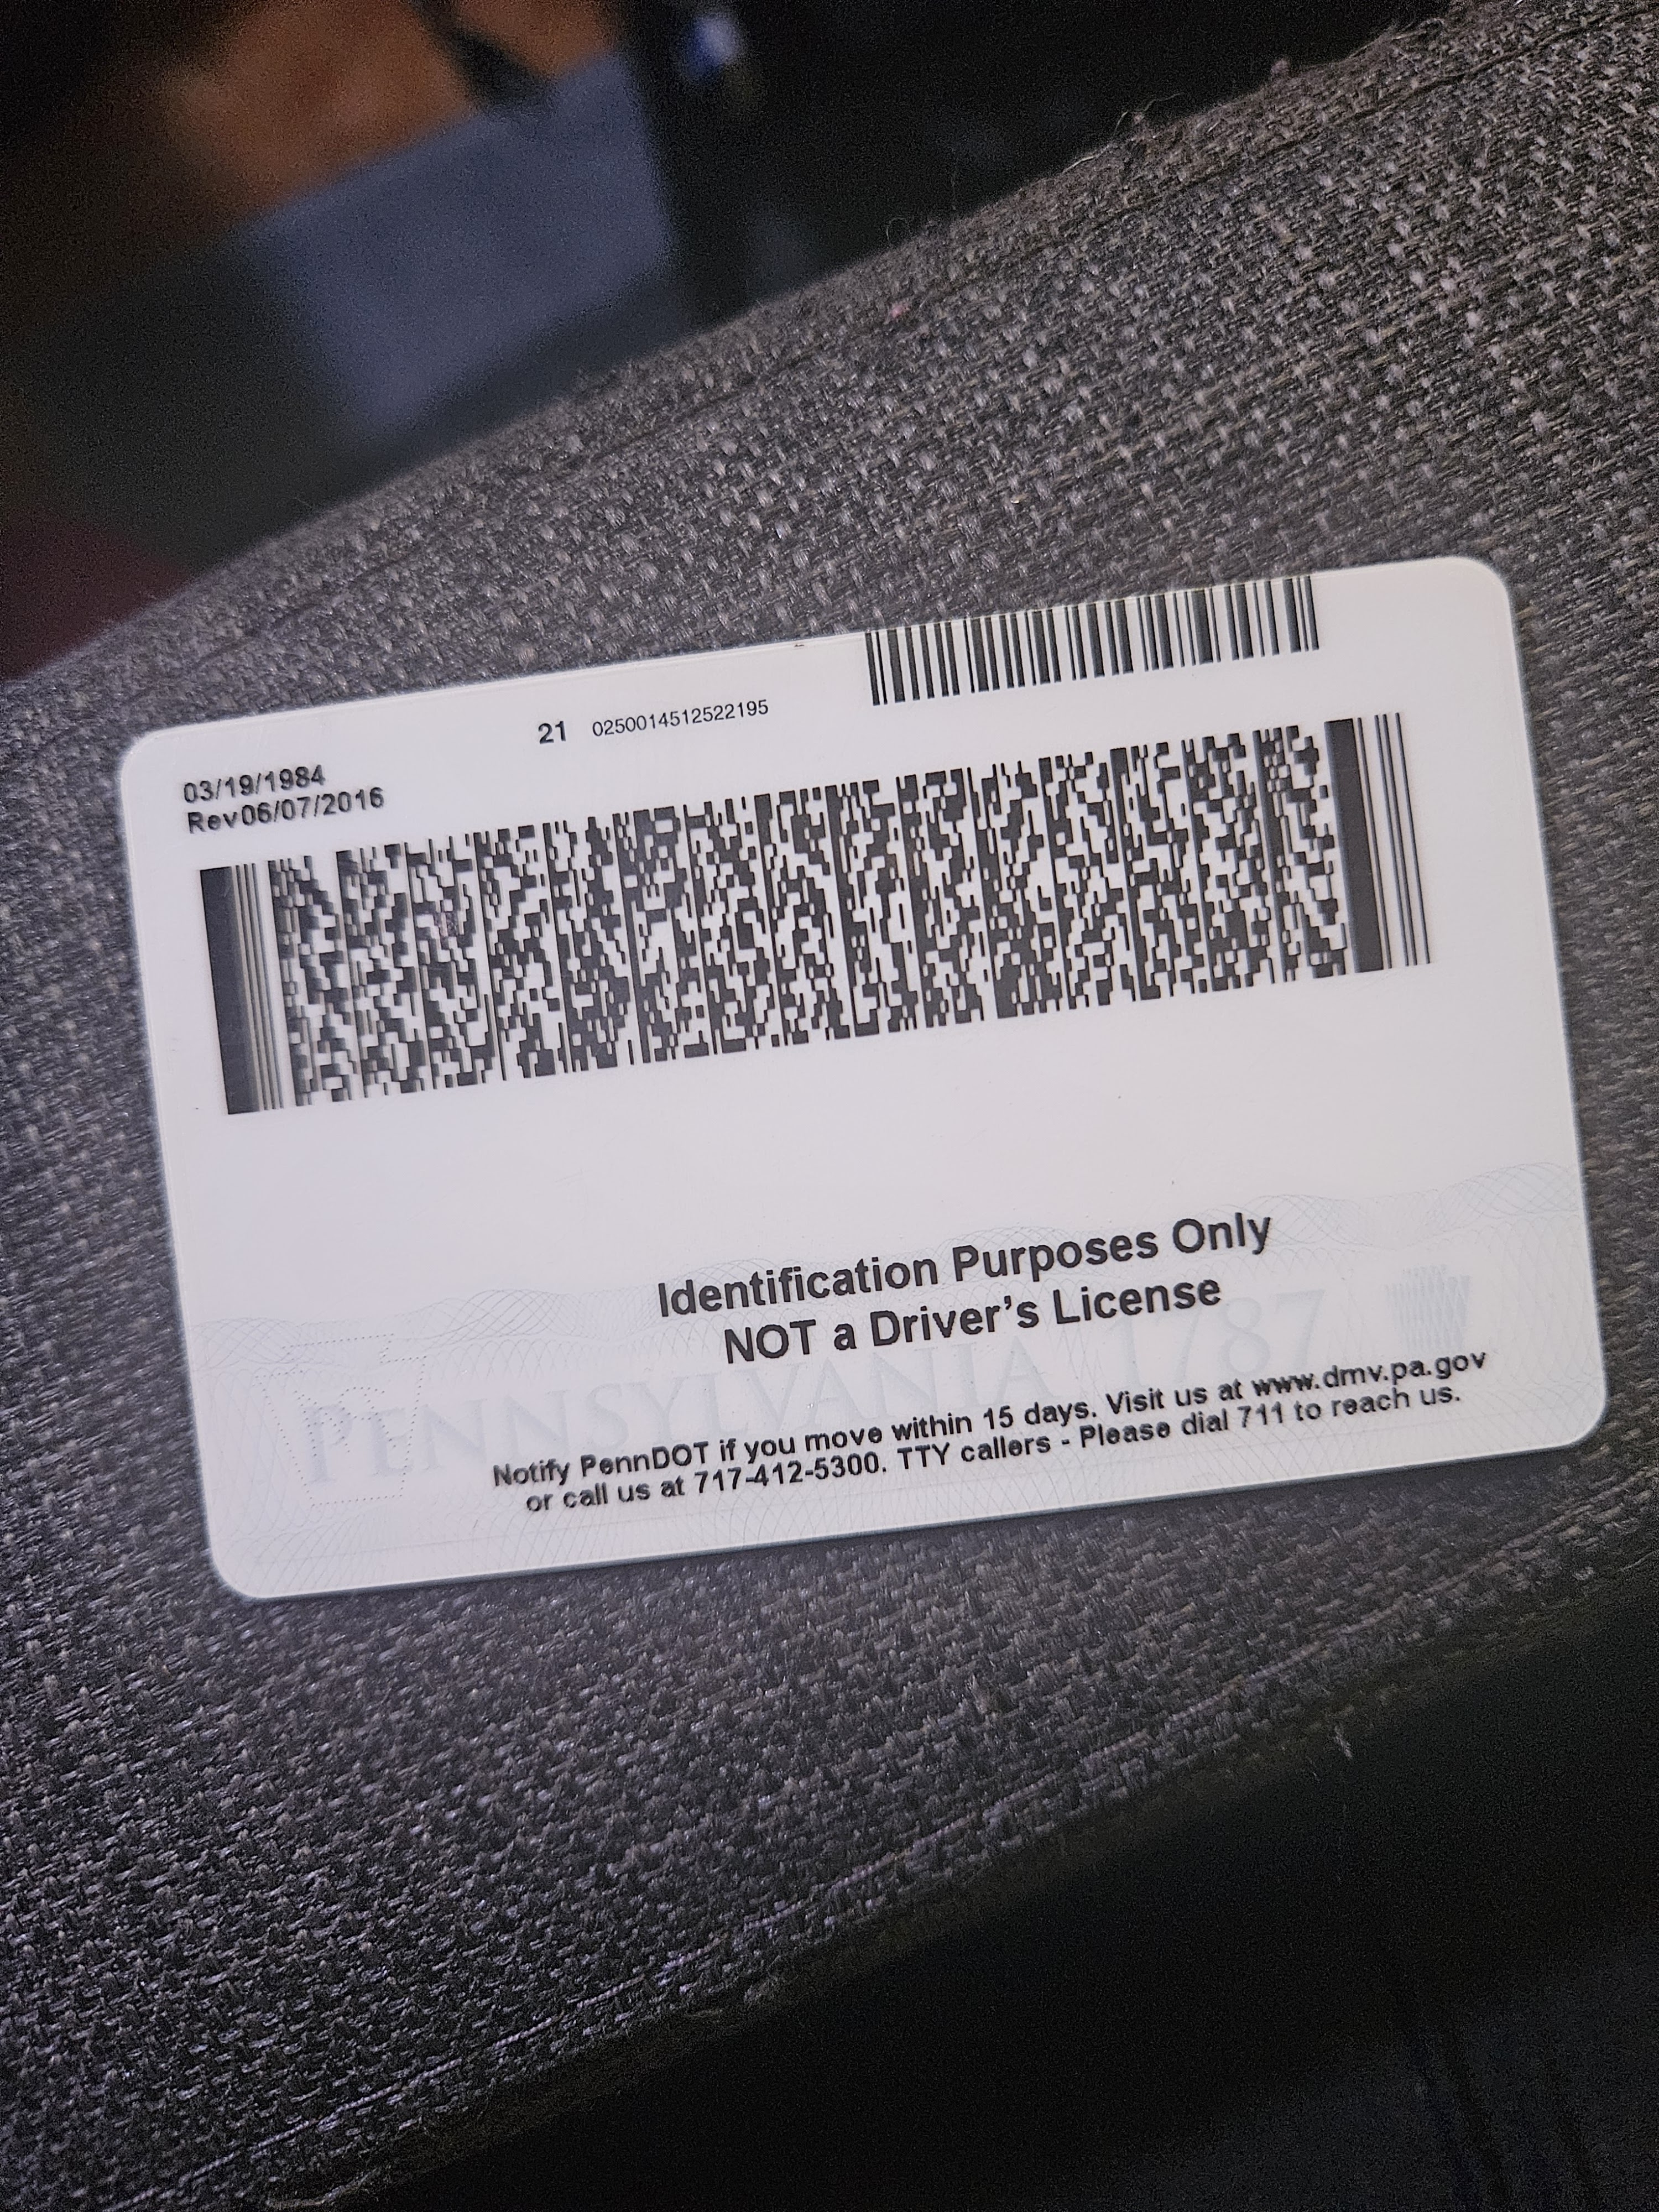 21 0250014512522195
03/19/1984
Rev06/07/2016
Identification Purposes Only
NOT a Driver's License
PENNSYLVANIA 1787
Notify PennDOT if you move within 15 days. Visit us at www.dmv.pa.gov
or call us at 717-412-5300. TTY callers - Please dial 711 to reach us.